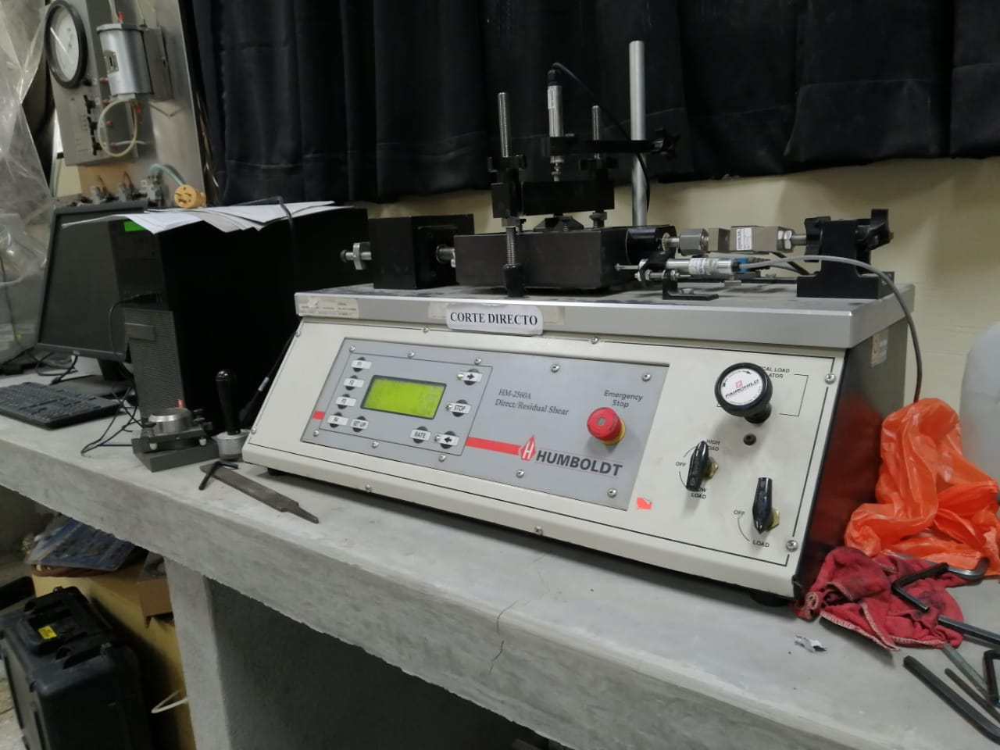 CORTE DIRECTO
F1
F2
F3
F4
SET UP
STOP
RATE
HM-2560A
Direct/Residual Shear
Emergency
Stop
HUMBOLDT
LOAD
FAIRCHILD
HIGH
OFF
LOAD
OFF
LOAD